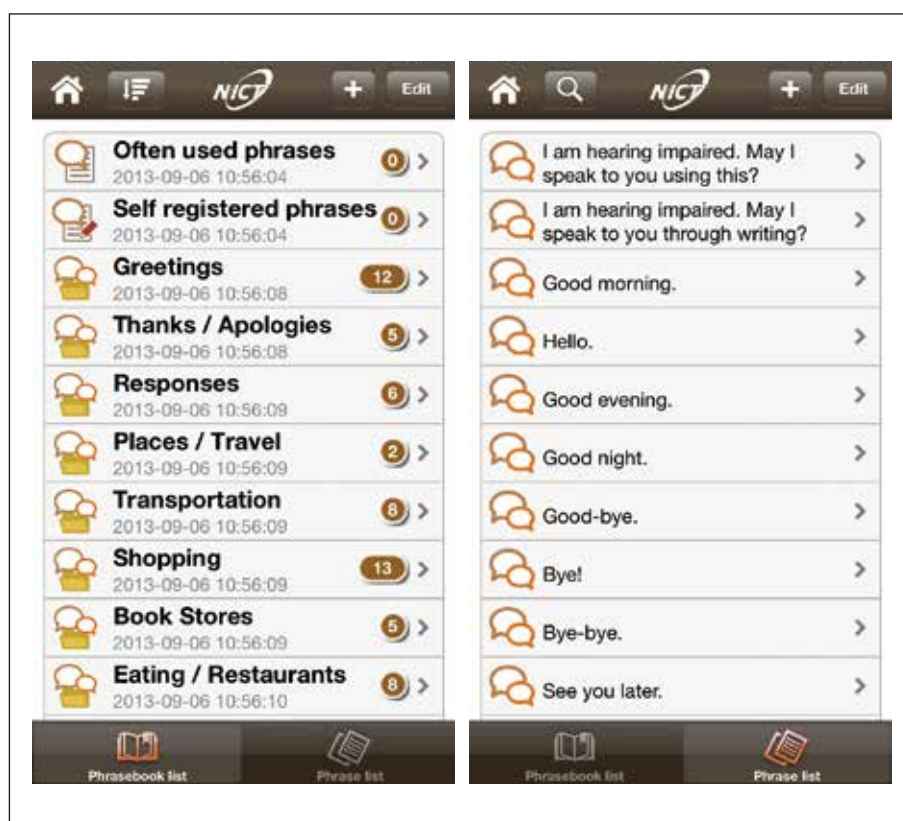 NICT
Edit
Often used phrases
0
2013-09-06 10:56:04
Self registered phrases
0
2013-09-06 10:56:04
Greetings
12
2013-09-06 10:56:08
Thanks / Apologies
5
2013-09-06 10:56:08
Responses
6
2013-09-06 10:56:09
Places / Travel
2
2013-09-06 10:56:09
Transportation
8
2013-09-06 10:56:09
Shopping
13
2013-09-06 10:56:09
Book Stores
5
2013-09-06 10:56:09
Eating / Restaurants
8
2013-09-06 10:56:10
Phrasebook list
Phrase list
NICT
Edit
I am hearing impaired. May I
speak to you using this?
I am hearing impaired. May I
speak to you through writing?
Good morning.
Hello.
Good evening.
Good night.
Good-bye.
Bye!
Bye-bye.
See you later.
Phrasebook list
Phrase list